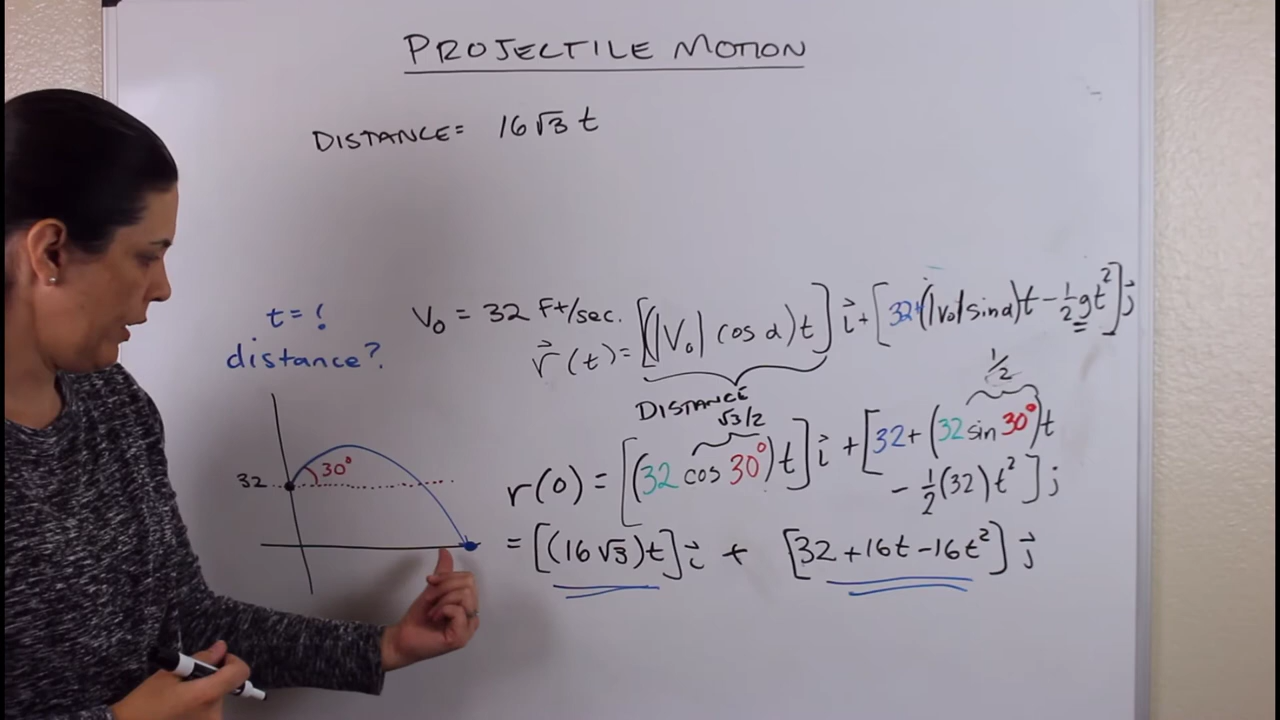 PROJECTILE MOTION
DISTANCE = 16√3 t
t = ?
distance?
V₀ = 32 Ft/sec.
r⃗(t) = [(|V₀| cos α)t] i⃗ + [32+(|v₀|sin α)t - ½gt²] j⃗
DISTANCE
√3/2
1/2
r(0) = [(32 cos 30°)t] i⃗ + [32 + (32 sin 30°)t
- ½(32)t²] j
= [(16√3)t] i⃗ + [32 + 16t - 16t²] j⃗
32
30°